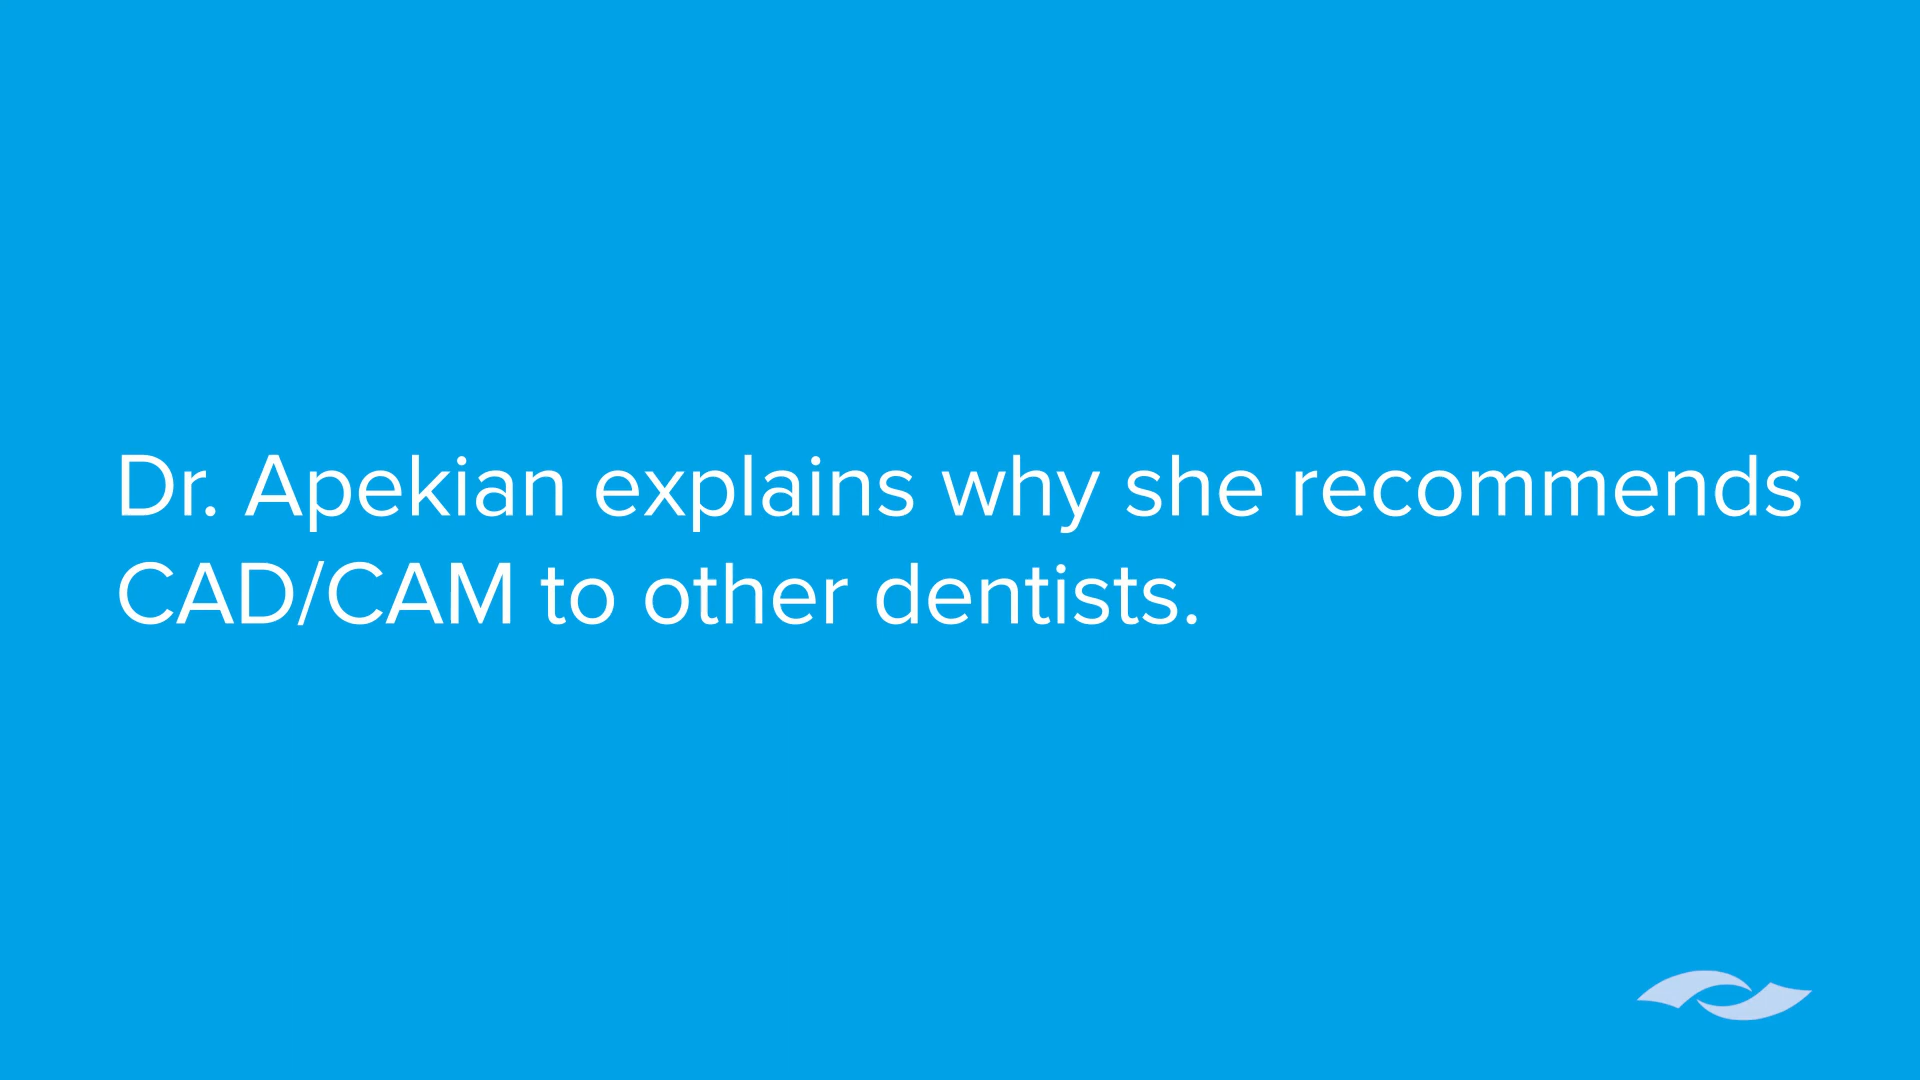 Dr. Apekian explains why she recommends
CAD/CAM to other dentists.